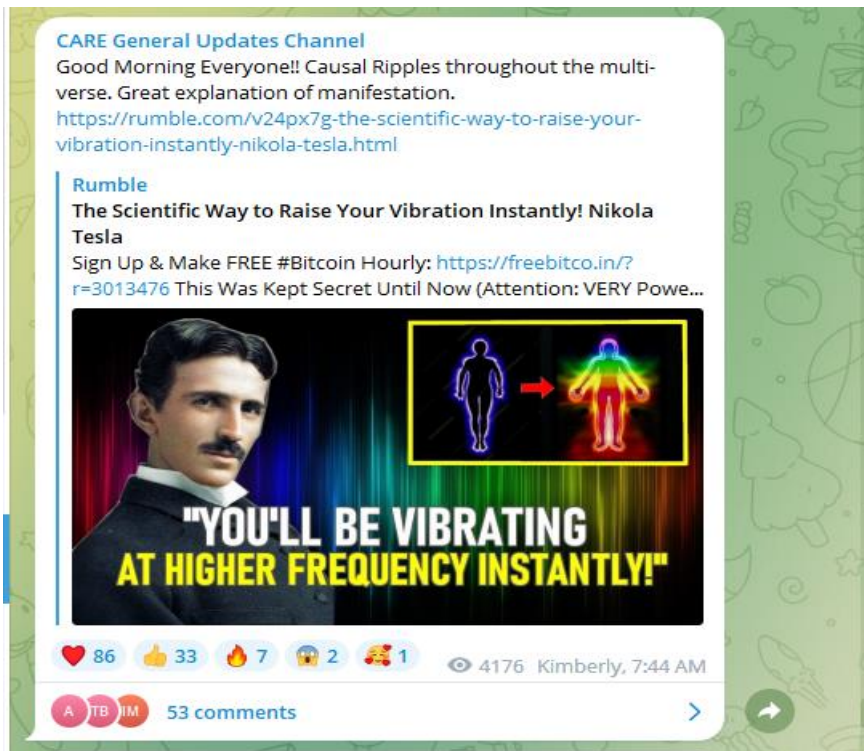 CARE General Updates Channel
Good Morning Everyone!! Causal Ripples throughout the multi-
verse. Great explanation of manifestation.
https://rumble.com/v24px7g-the-scientific-way-to-raise-your-
vibration-instantly-nikola-tesla.html
Rumble
The Scientific Way to Raise Your Vibration Instantly! Nikola
Tesla
Sign Up & Make FREE #Bitcoin Hourly: https://freebitco.in/?
r=3013476 This Was Kept Secret Until Now (Attention: VERY Powe...
"YOU'LL BE VIBRATING
AT HIGHER FREQUENCY INSTANTLY!"
86 33 7 2 1 4176 Kimberly, 7:44 AM
A TB IM 53 comments